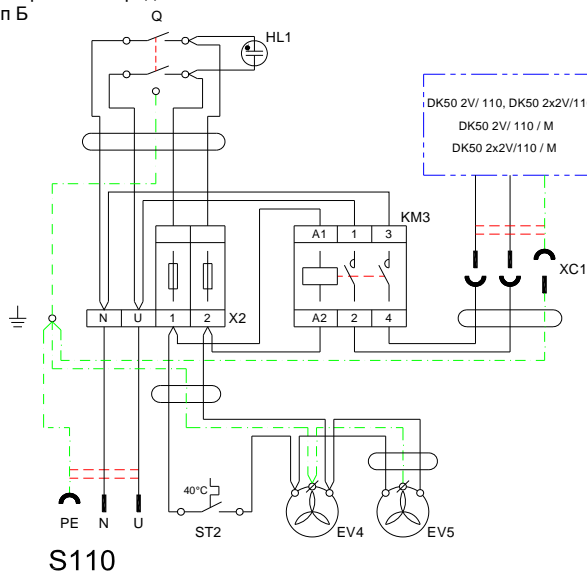 Q
п Б
HL1
DK50 2V/ 110, DK50 2x2V/11
DK50 2V/ 110 / M
DK50 2x2V/110 / M
KM3
A1 1 3
XC1
N U 1 2 X2
A2 2 4
40°C
PE N U
ST2
EV4
EV5
S110